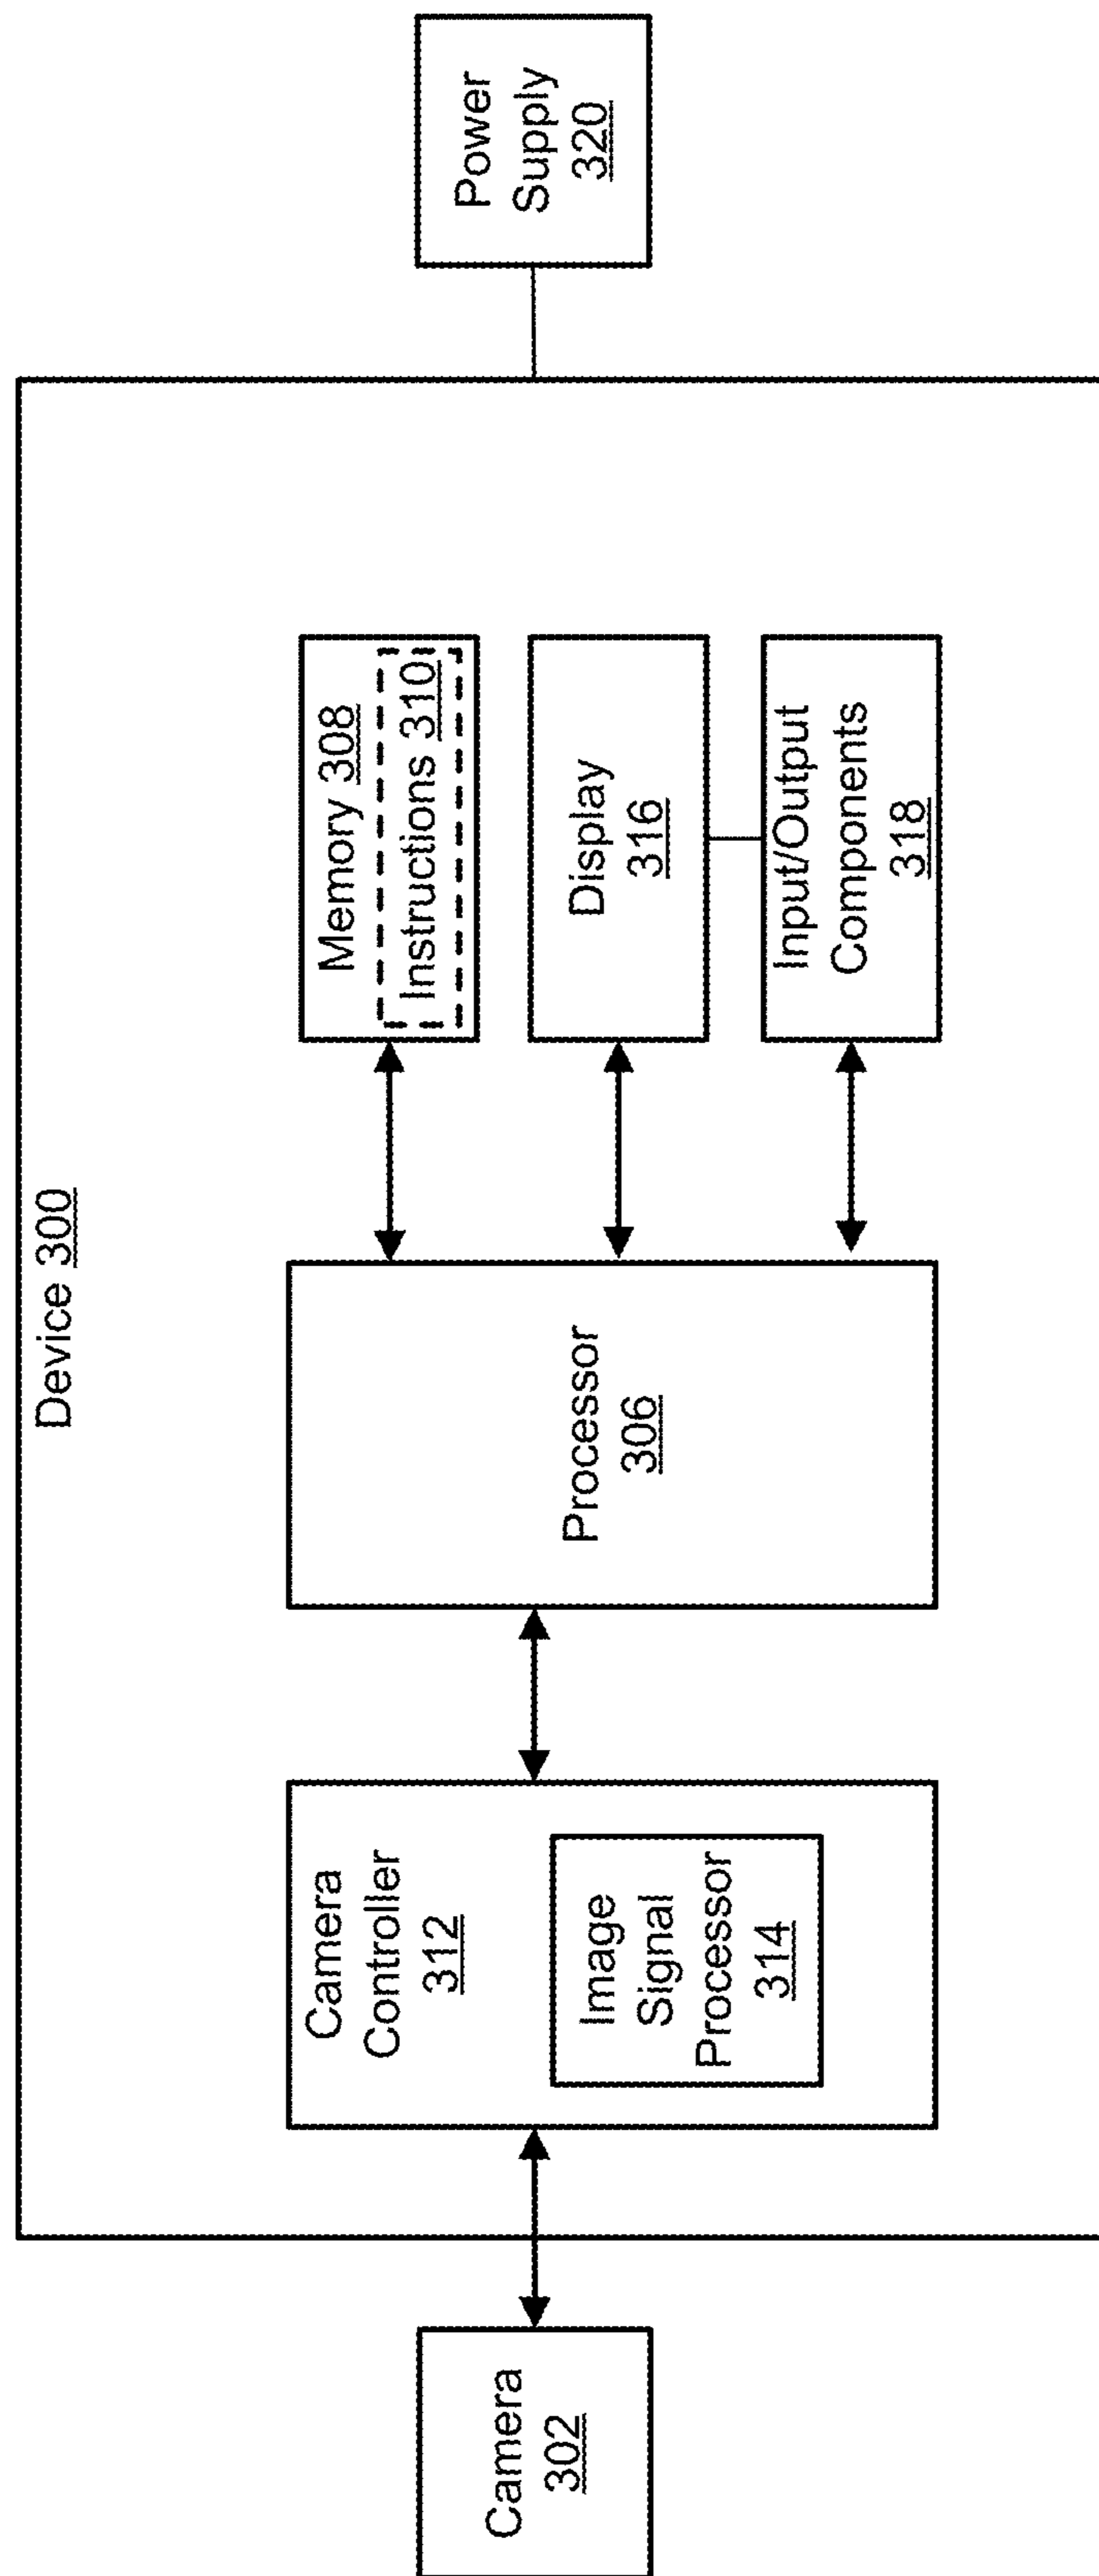 Device 300
Camera
302
Camera
Controller
312
Image
Signal
Processor
314
Processor
306
Memory 308
Instructions 310
Display
316
Input/Output
Components
318
Power
Supply
320